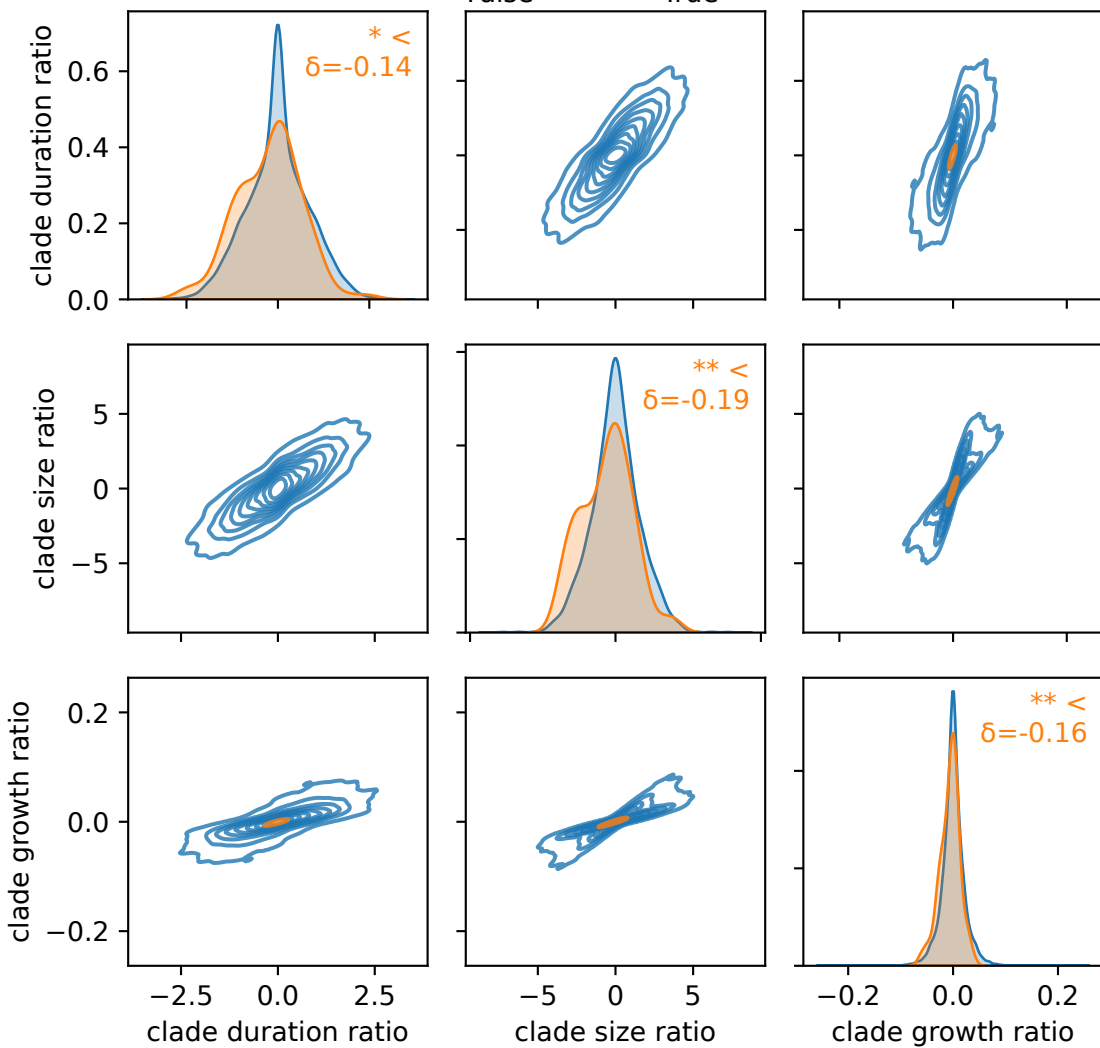 clade duration ratio
0.6
0.4
0.2
0.0
* <
δ=-0.14
clade size ratio
5
0
−5
** <
δ=-0.19
clade growth ratio
0.2
0.0
−0.2
** <
δ=-0.16
−2.5 0.0 2.5
−5 0 5
−0.2 0.0 0.2
clade duration ratio
clade size ratio
clade growth ratio